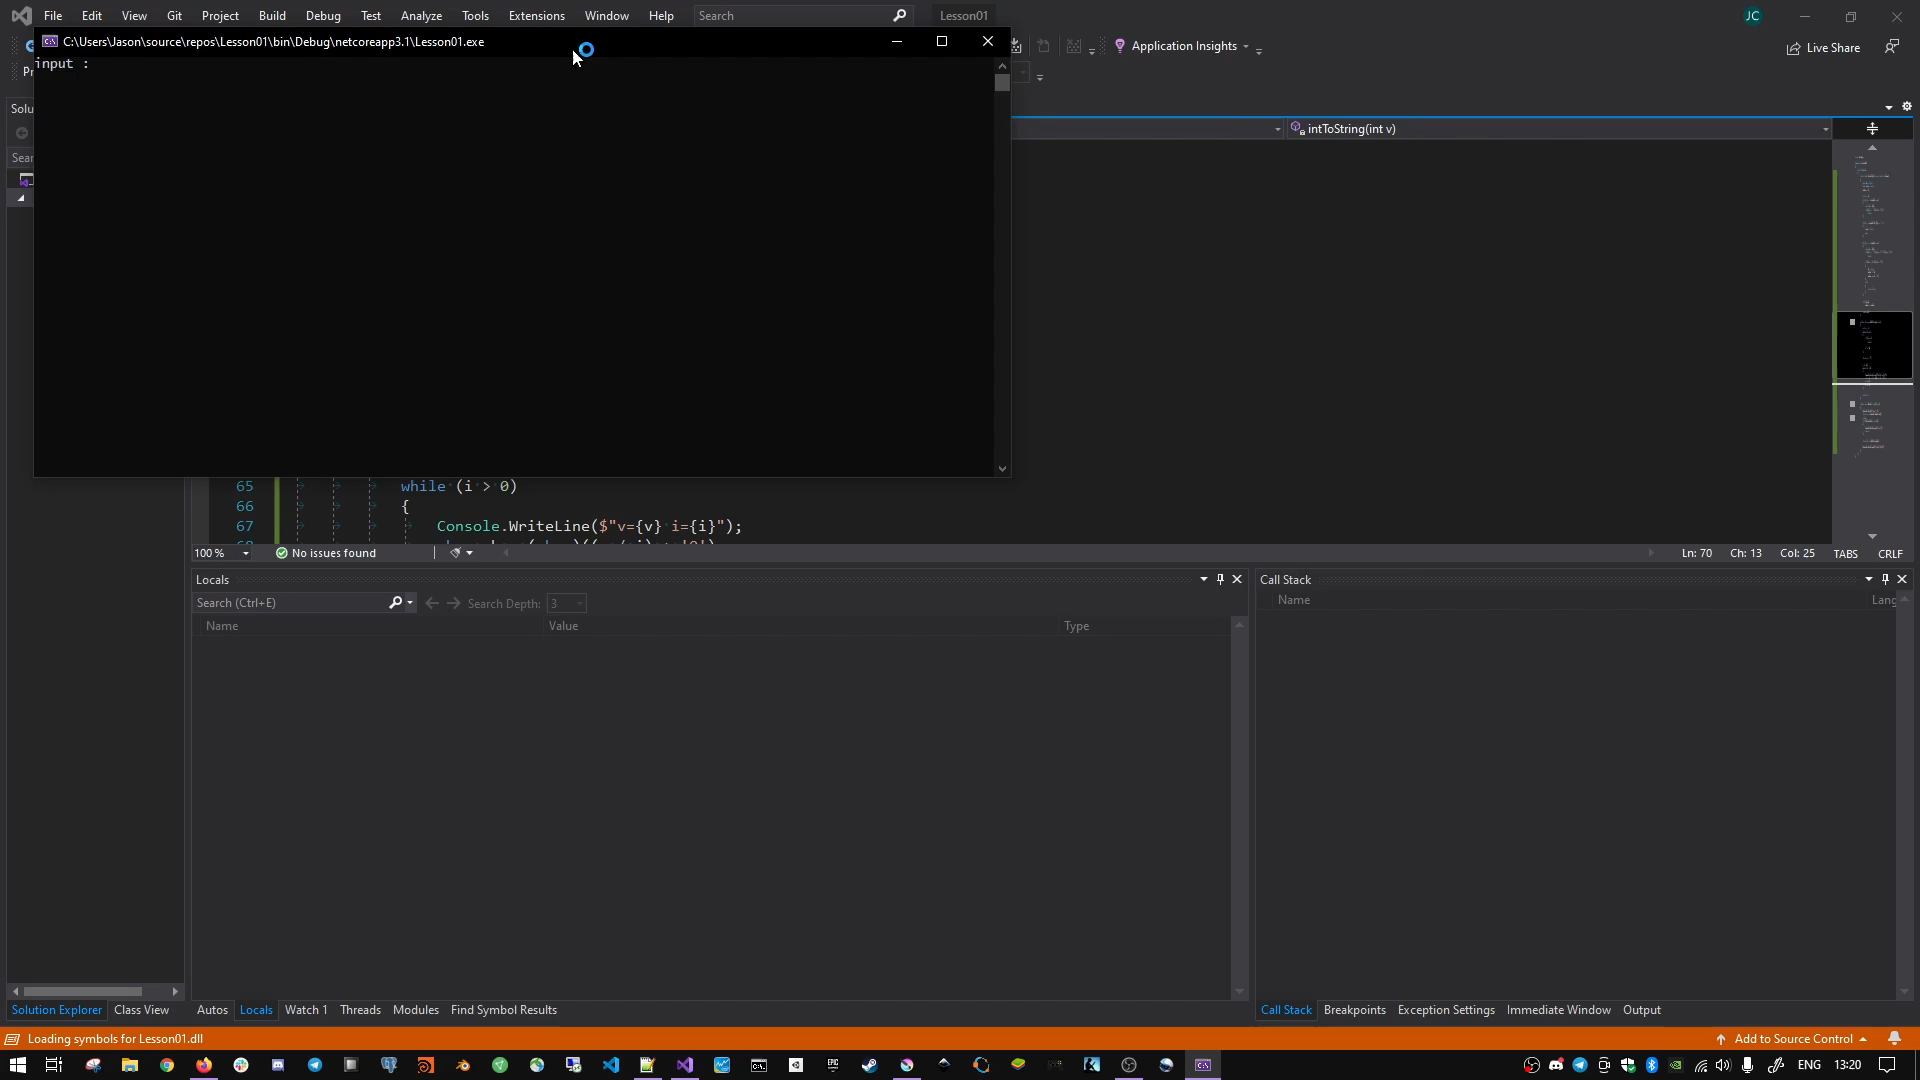 File Edit View Git Project Build Debug Test Analyze Tools Extensions Window Help Search Lesson01 JC
C:\Users\Jason\source\repos\Lesson01\bin\Debug\netcoreapp3.1\Lesson01.exe
Application Insights
Live Share
input :
Pr
Solu
intToString(int v)
Sear
65 while (i > 0)
66 {
67 Console.WriteLine($"v={v} i={i}");
100 % No issues found Ln: 70 Ch: 13 Col: 25 TABS CRLF
Locals
Call Stack
Search (Ctrl+E) Search Depth: 3
Name Value Type
Name Lang
Solution Explorer Class View
Autos Locals Watch 1 Threads Modules Find Symbol Results
Call Stack Breakpoints Exception Settings Immediate Window Output
Loading symbols for Lesson01.dll
Add to Source Control
ENG 13:20